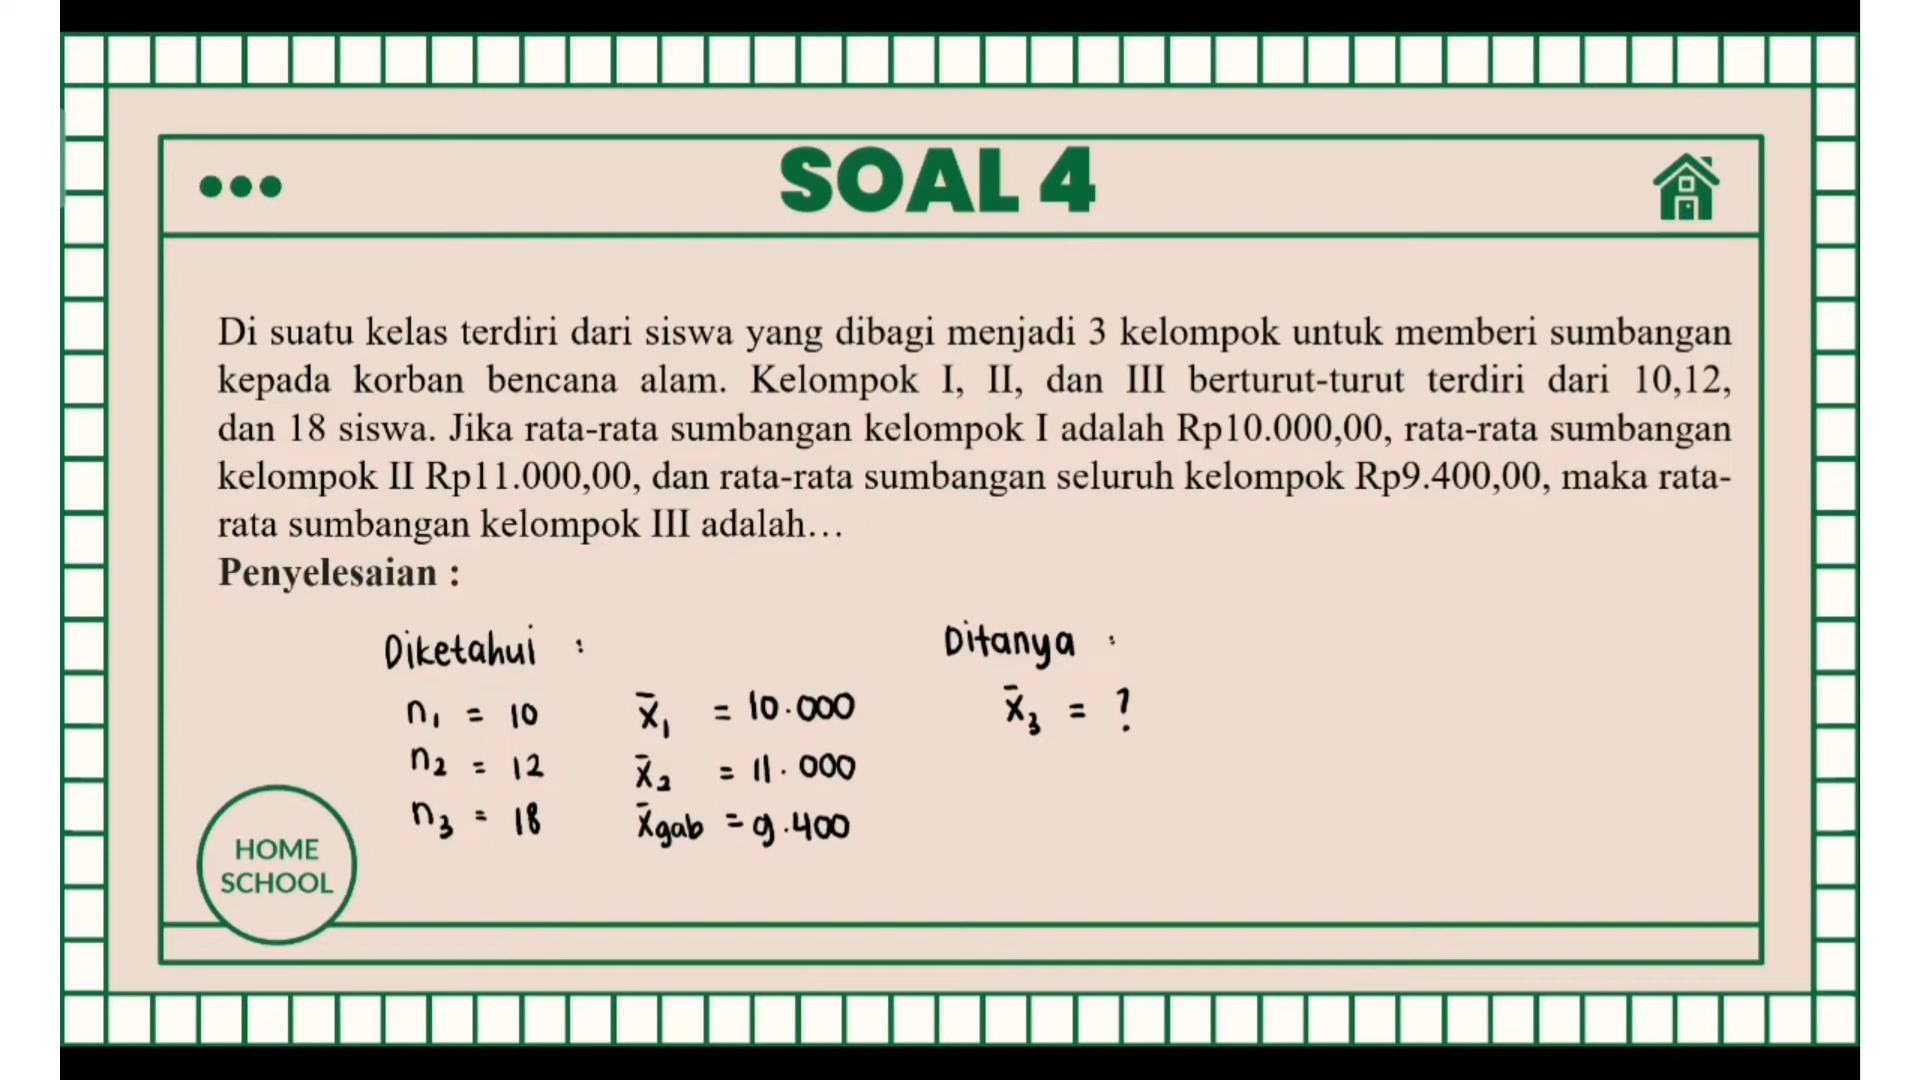 SOAL 4
Di suatu kelas terdiri dari siswa yang dibagi menjadi 3 kelompok untuk memberi sumbangan
kepada korban bencana alam. Kelompok I, II, dan III berturut-turut terdiri dari 10,12,
dan 18 siswa. Jika rata-rata sumbangan kelompok I adalah Rp10.000,00, rata-rata sumbangan
kelompok II Rp11.000,00, dan rata-rata sumbangan seluruh kelompok Rp9.400,00, maka rata-
rata sumbangan kelompok III adalah…
Penyelesaian :
Diketahui :
n₁ = 10
n₂ = 12
n₃ = 18
x̄₁ = 10.000
x̄₂ = 11.000
x̄gab = 9.400
Ditanya :
x̄₃ = ?
HOME
SCHOOL